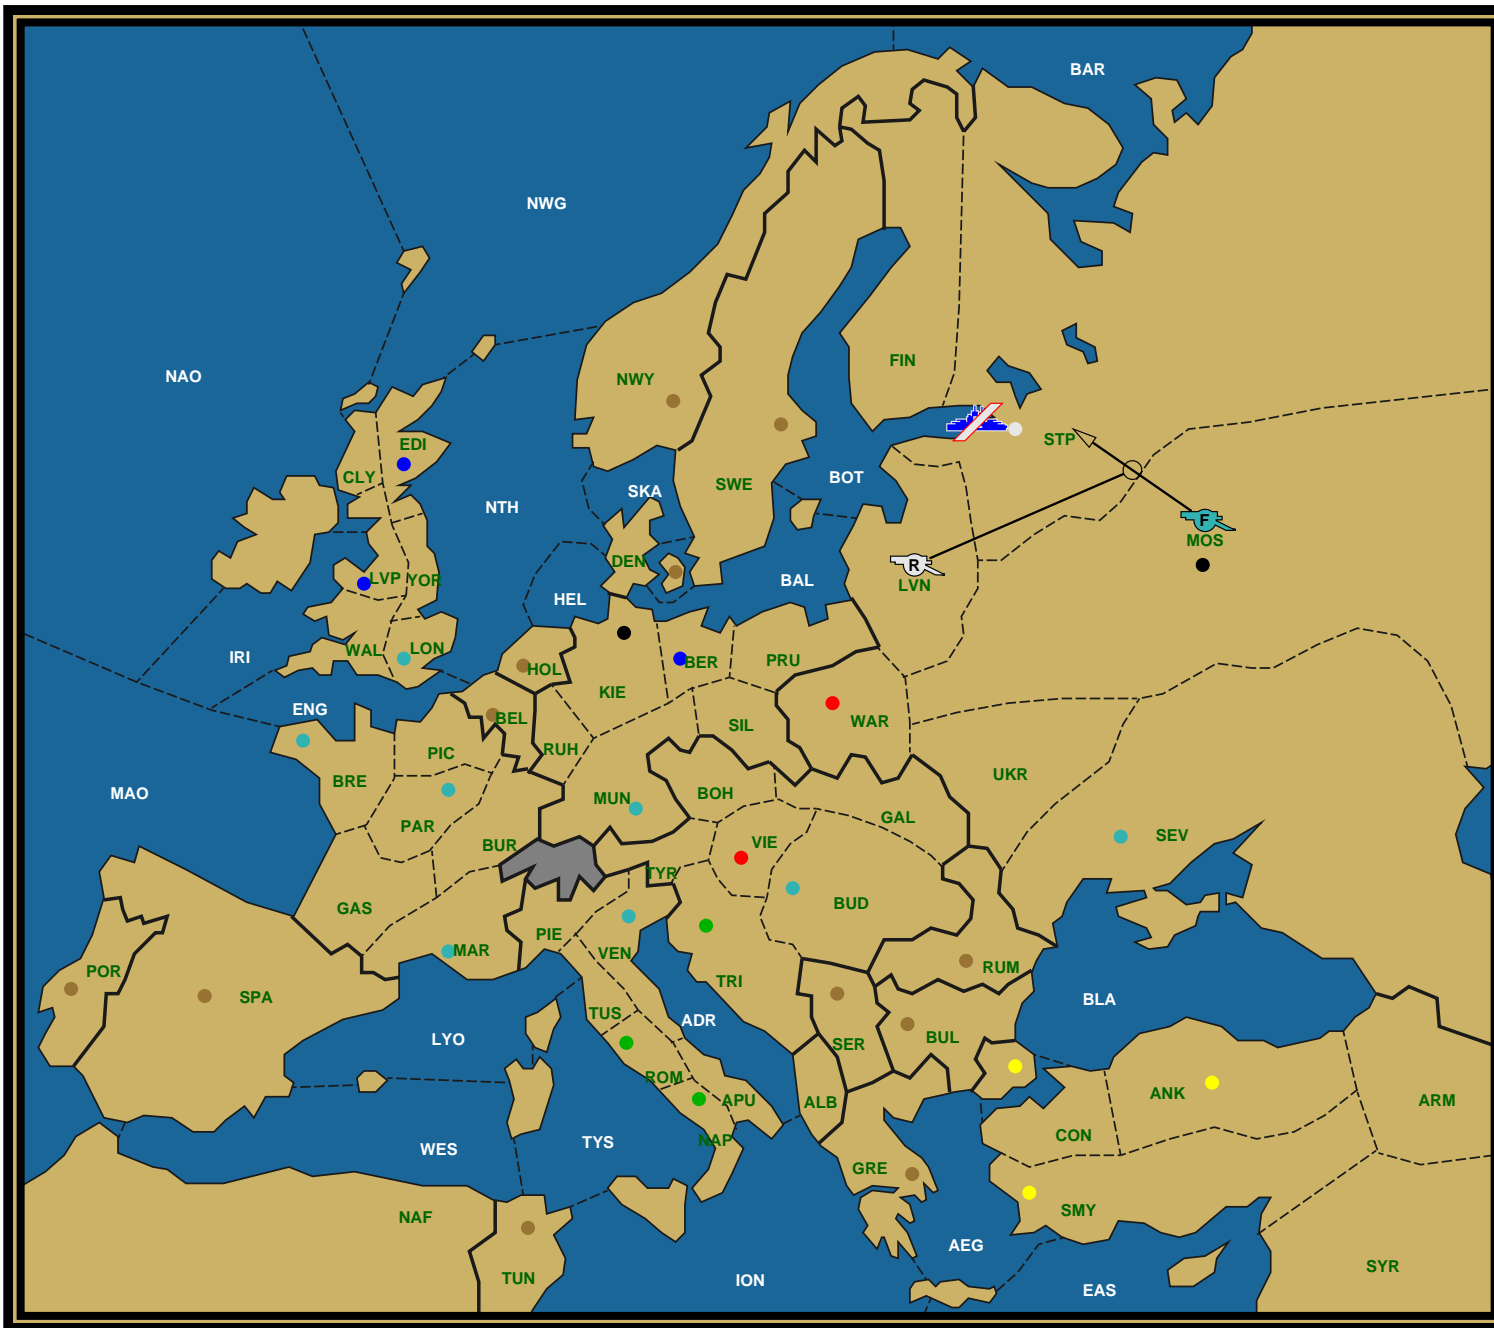 BAR
NWG
NAO
FIN
NWY
EDI
STP
CLY
BOT
SWE
SKA
NTH
F
MOS
DEN
R
LVN
LVP
YOR
BAL
HEL
WAL
LON
IRI
HOL
BER
PRU
KIE
ENG
BEL
WAR
SIL
PIC
RUH
UKR
BRE
MAO
BOH
MUN
GAL
PAR
SEV
VIE
BUR
TYR
BUD
GAS
PIE
MAR
VEN
RUM
POR
TRI
SPA
BLA
TUS
ADR
LYO
BUL
SER
ROM
ANK
APU
ALB
ARM
CON
NAP
TYS
WES
GRE
SMY
NAF
AEG
SYR
TUN
ION
EAS